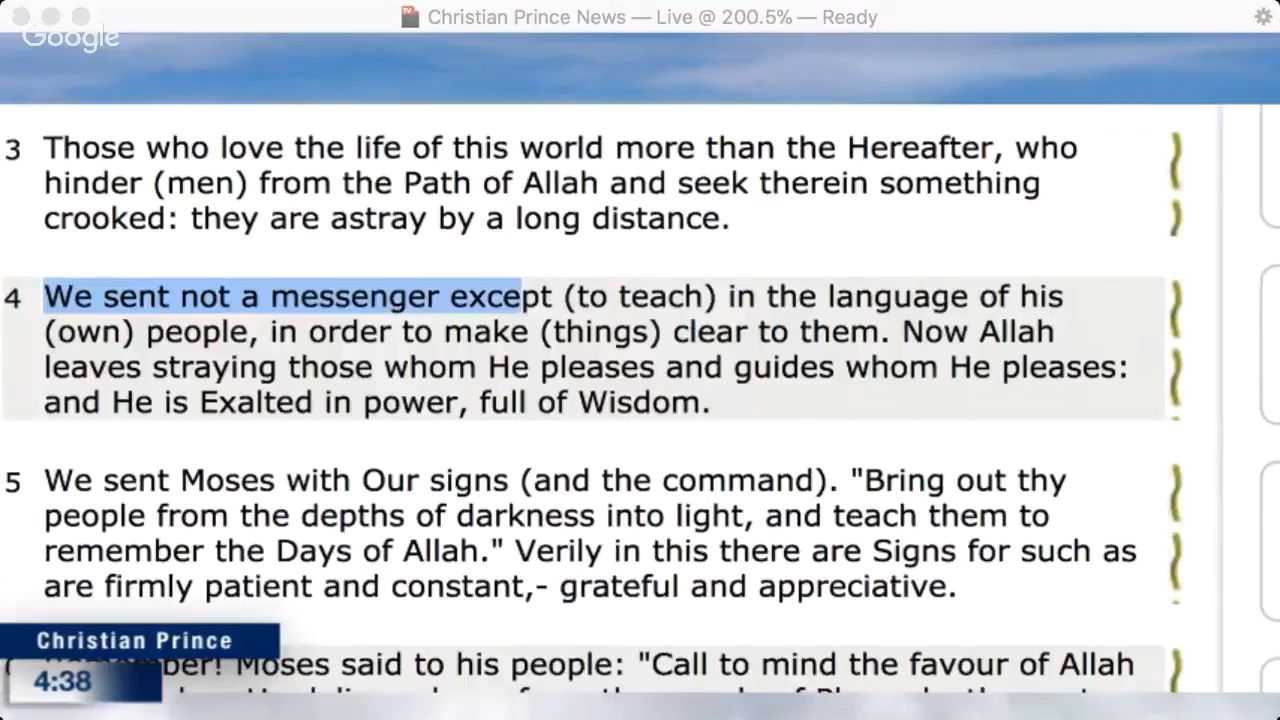 Christian Prince News — Live @ 200.5% — Ready
Google
3 Those who love the life of this world more than the Hereafter, who
hinder (men) from the Path of Allah and seek therein something
crooked: they are astray by a long distance.
4 We sent not a messenger except (to teach) in the language of his
(own) people, in order to make (things) clear to them. Now Allah
leaves straying those whom He pleases and guides whom He pleases:
and He is Exalted in power, full of Wisdom.
5 We sent Moses with Our signs (and the command). "Bring out thy
people from the depths of darkness into light, and teach them to
remember the Days of Allah." Verily in this there are Signs for such as
are firmly patient and constant,- grateful and appreciative.
Christian Prince
Moses said to his people: "Call to mind the favour of Allah
4:38